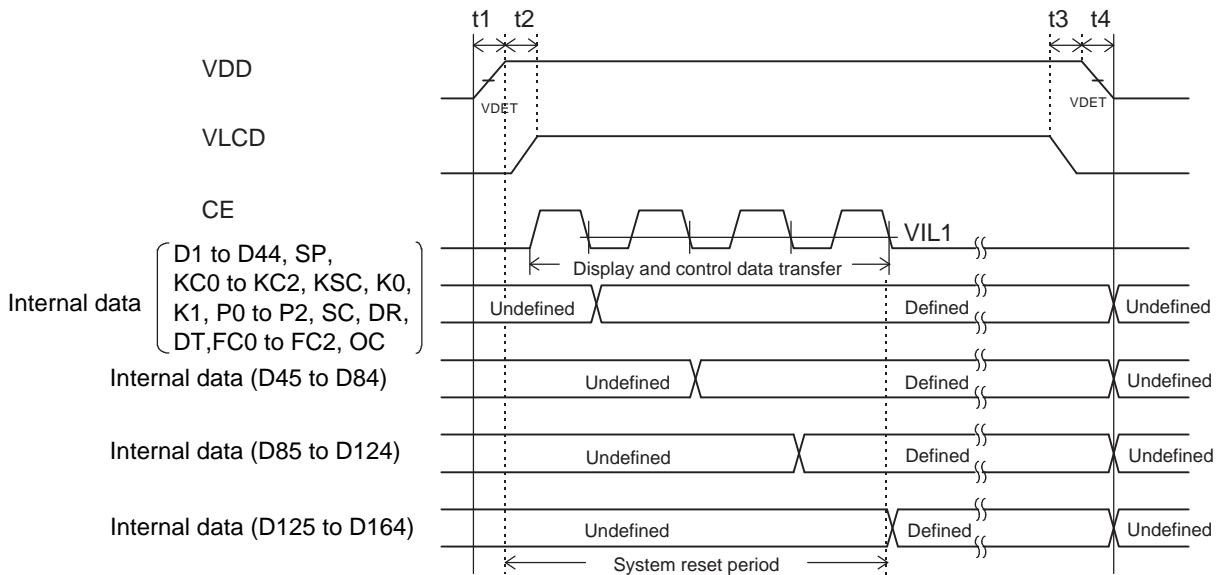 t1 t2 t3 t4
VDD
VDET VDET
VLCD
CE
VIL1
D1 to D44, SP,
Display and control data transfer
KC0 to KC2, KSC, K0,
Internal data
K1, P0 to P2, SC, DR,
Undefined Defined Undefined
DT,FC0 to FC2, OC
Internal data (D45 to D84)
Undefined Defined Undefined
Internal data (D85 to D124)
Undefined Defined Undefined
Internal data (D125 to D164)
Undefined Defined Undefined
System reset period